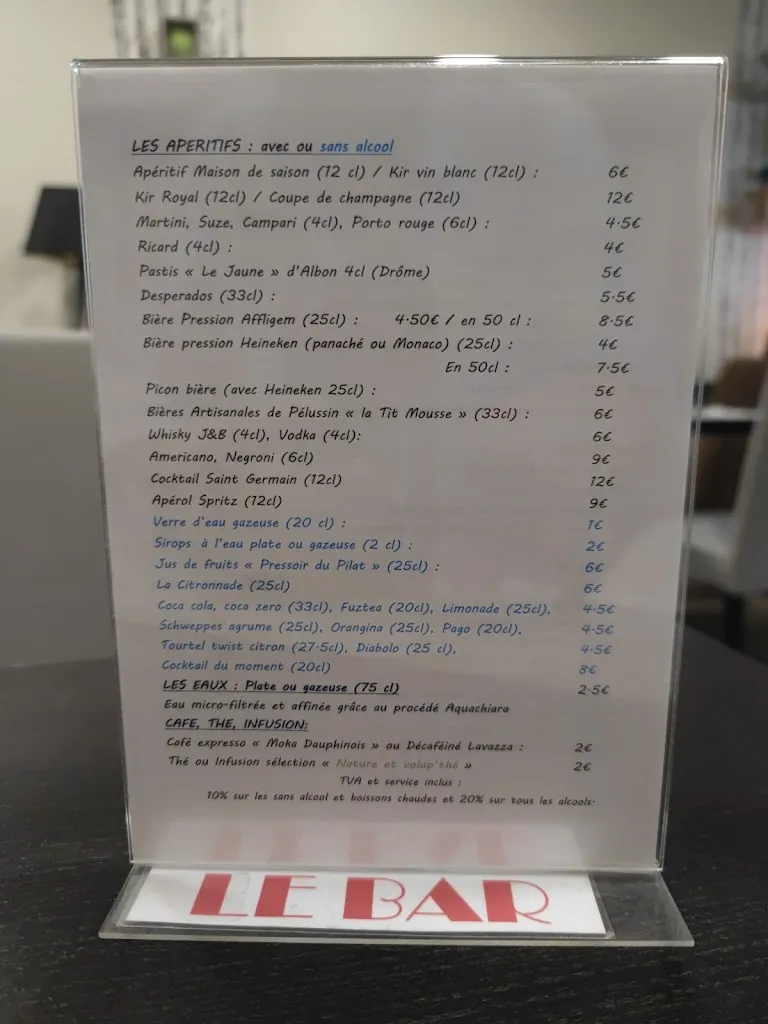 LES APERITIFS : avec ou sans alcool
Apéritif Maison de saison (12 cl) / Kir vin blanc (12cl) : 6€
Kir Royal (12cl) / Coupe de champagne (12cl) 12€
Martini, Suze, Campari (4cl), Porto rouge (6cl) : 4.5€
Ricard (4cl) : 4€
Pastis « Le Jaune » d'Albon 4cl (Drôme) 5€
Desperados (33cl) : 5.5€
Bière Pression Affligem (25cl) : 4.50€ / en 50 cl : 8.5€
Bière pression Heineken (panaché ou Monaco) (25cl) : 4€
En 50cl : 7.5€
Picon bière (avec Heineken 25cl) : 5€
Bières Artisanales de Pélussin « la Tit Mousse » (33cl) : 6€
Whisky J&B (4cl), Vodka (4cl): 6€
Americano, Negroni (6cl) 9€
Cocktail Saint Germain (12cl) 12€
Apérol Spritz (12cl) 9€
Verre d'eau gazeuse (20 cl) : 1€
Sirops à l'eau plate ou gazeuse (2 cl) : 2€
Jus de fruits « Pressoir du Pilat » (25cl) : 6€
La Citronnade (25cl) 6€
Coca cola, coca zero (33cl), Fuztea (20cl), Limonade (25cl), 4.5€
Schweppes agrume (25cl), Orangina (25cl), Pago (20cl), 4.5€
Tourtel twist citron (27.5cl), Diabolo (25 cl), 4.5€
Cocktail du moment (20cl) 8€
LES EAUX : Plate ou gazeuse (75 cl) 2.5€
Eau micro-filtrée et affinée grâce au procédé Aquachiara
CAFE, THE, INFUSION:
Café expresso « Moka Dauphinois » ou Décaféiné Lavazza : 2€
Thé ou Infusion sélection « Nature et volup'thé » 2€
TVA et service inclus :
10% sur les sans alcool et boissons chaudes et 20% sur tous les alcools.
LE BAR